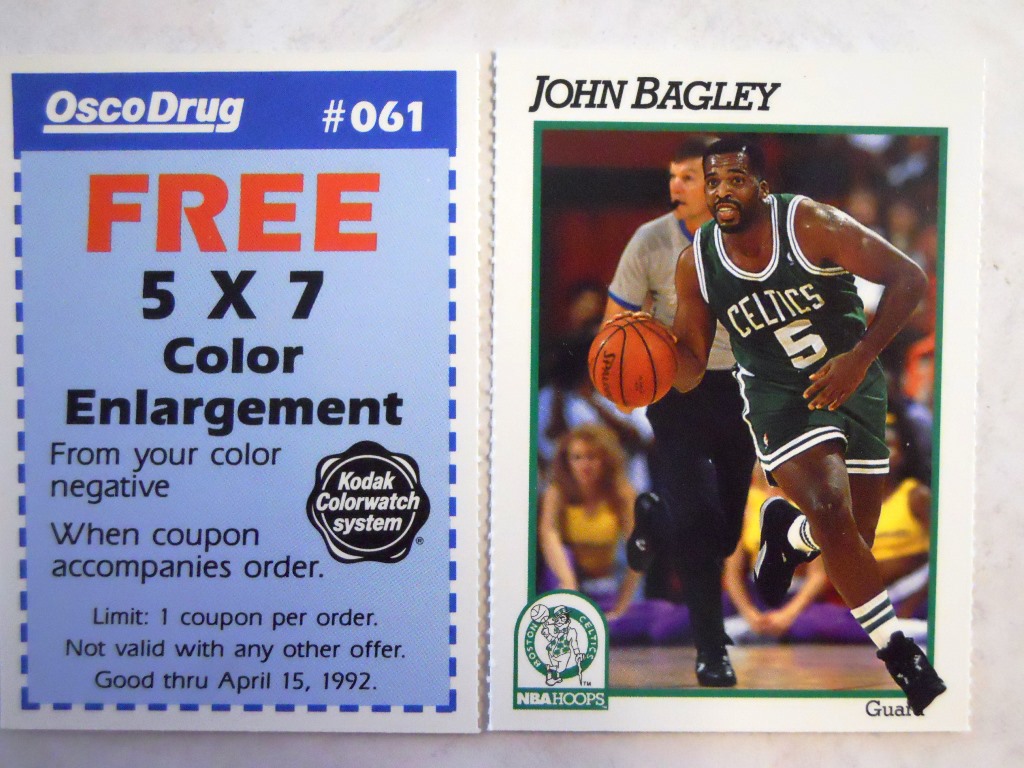 OscoDrug #061
FREE
5 X 7
Color
Enlargement
From your color
negative
When coupon
accompanies order.
Kodak
Colorwatch
system®
Limit: 1 coupon per order.
Not valid with any other offer.
Good thru April 15, 1992.
JOHN BAGLEY
CELTICS
5
SPALDING
BOSTON CELTICS
TM
NBA HOOPS
Guard